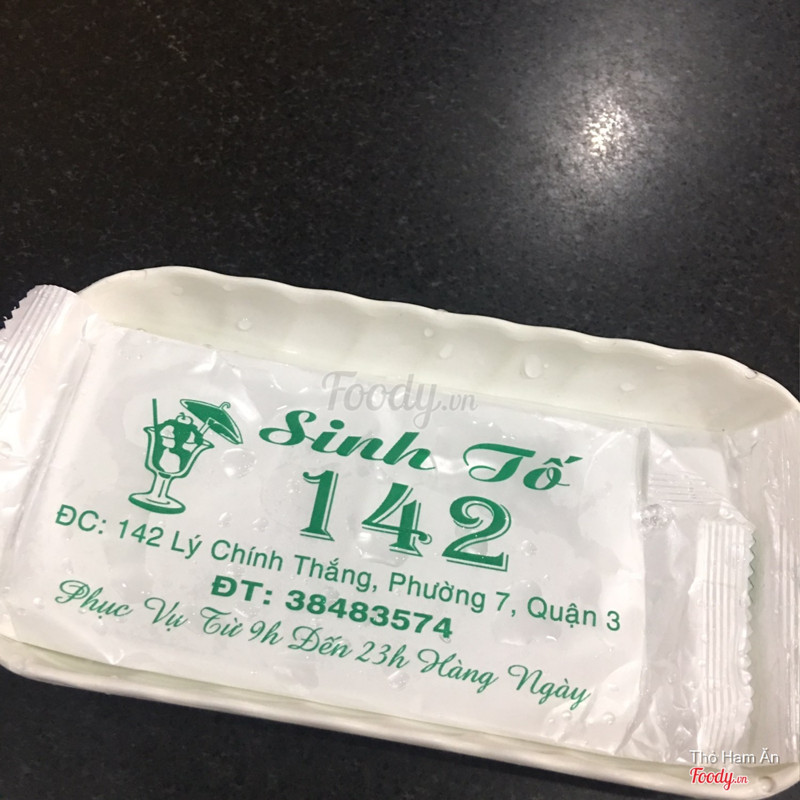 Foody.vn
Sinh Tố
142
ĐC: 142 Lý Chính Thắng, Phường 7, Quận 3
ĐT: 38483574
Phục Vụ Từ 9h Đến 23h Hàng Ngày
Thỏ Ham Ăn
Foody.vn